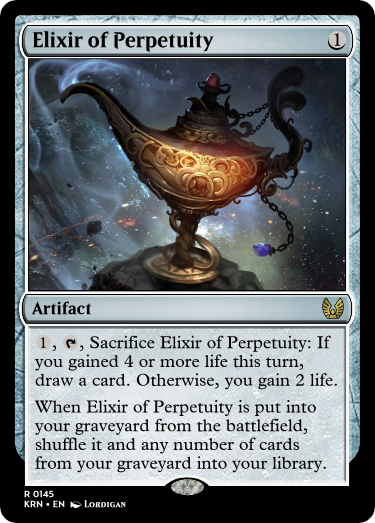 Elixir of Perpetuity 1
Artifact
1, T, Sacrifice Elixir of Perpetuity: If
you gained 4 or more life this turn,
draw a card. Otherwise, you gain 2 life.
When Elixir of Perpetuity is put into
your graveyard from the battlefield,
shuffle it and any number of cards
from your graveyard into your library.
R 0145
KRN • EN LORDIGAN